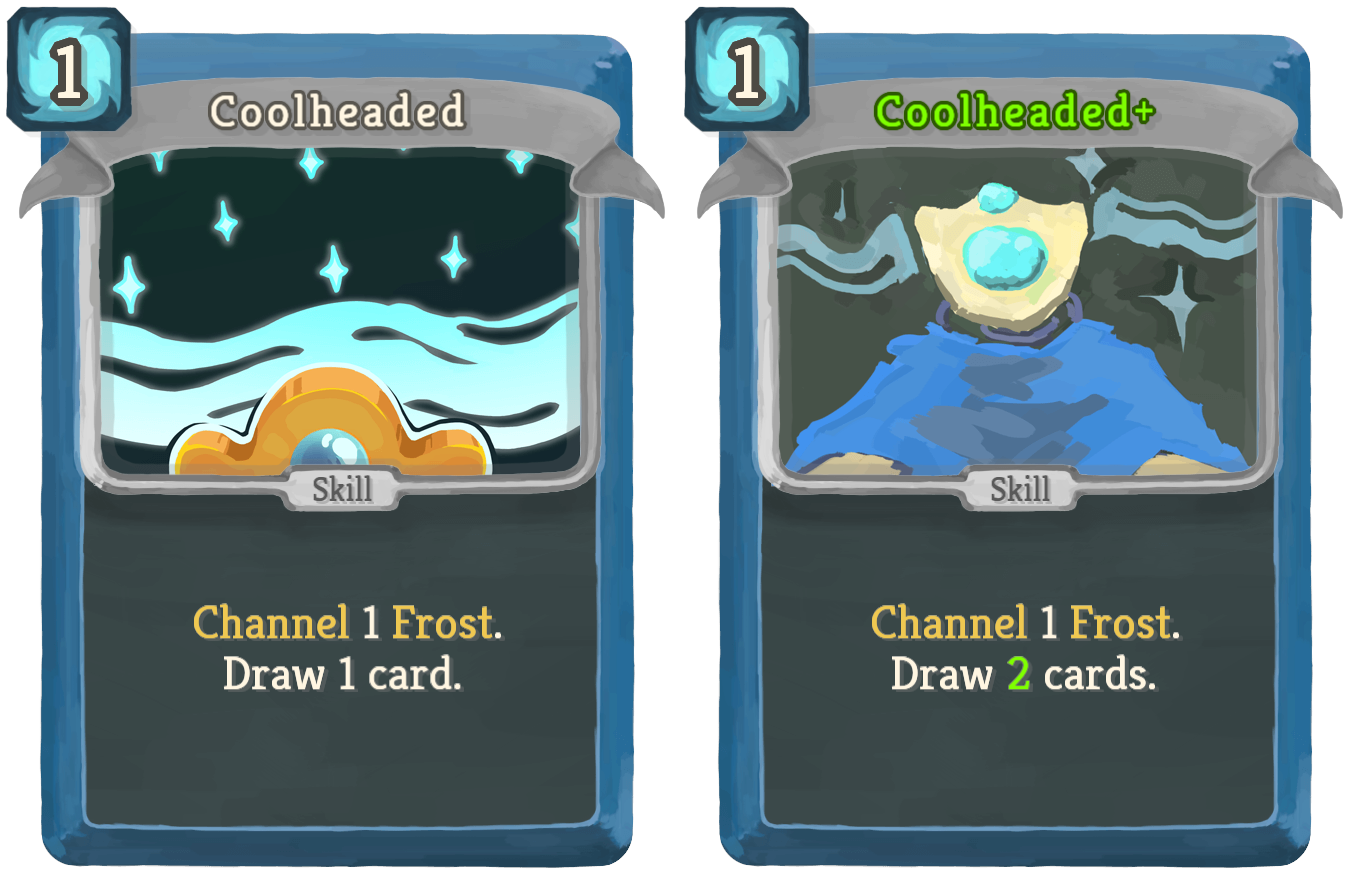 1
Coolheaded
Skill
Channel 1 Frost.
Draw 1 card.
1
Coolheaded+
Skill
Channel 1 Frost.
Draw 2 cards.